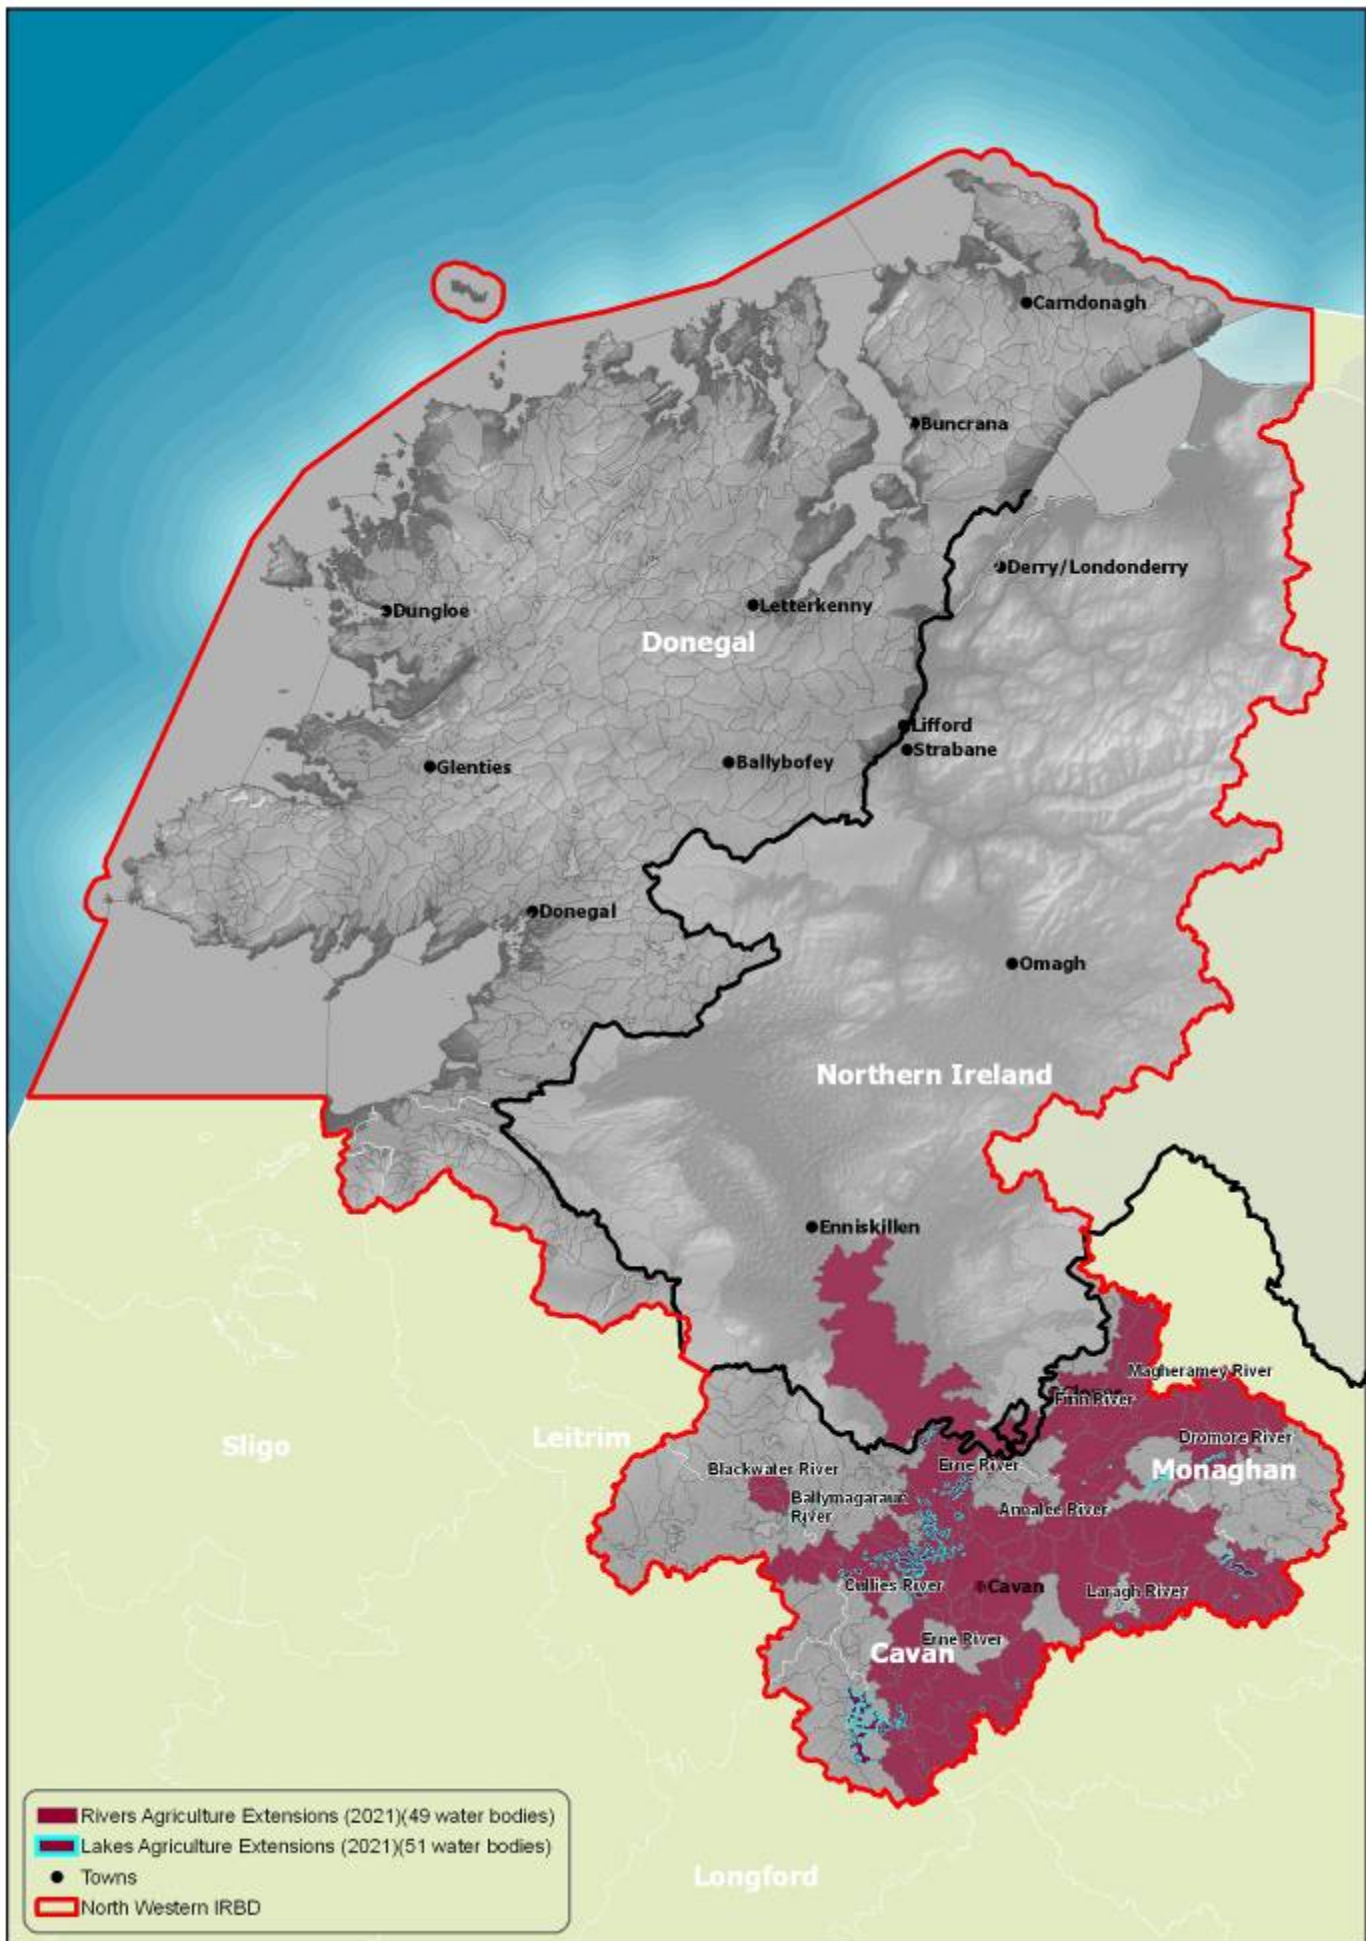 Carndonagh
Buncrana
Derry/Londonderry
Dungloe
Letterkenny
Donegal
Lifford
Strabane
Glenties
Ballybofey
Donegal
Omagh
Northern Ireland
Enniskillen
Magherarney River
Finn River
Dromore River
Sligo
Leitrim
Blackwater River
Erne River
Monaghan
Ballymagaraun
River
Annalee River
Cullies River
Cavan
Laragh River
Erne River
Cavan
Rivers Agriculture Extensions (2021)(49 water bodies)
Lakes Agriculture Extensions (2021)(51 water bodies)
Towns
North Western IRBD
Longford